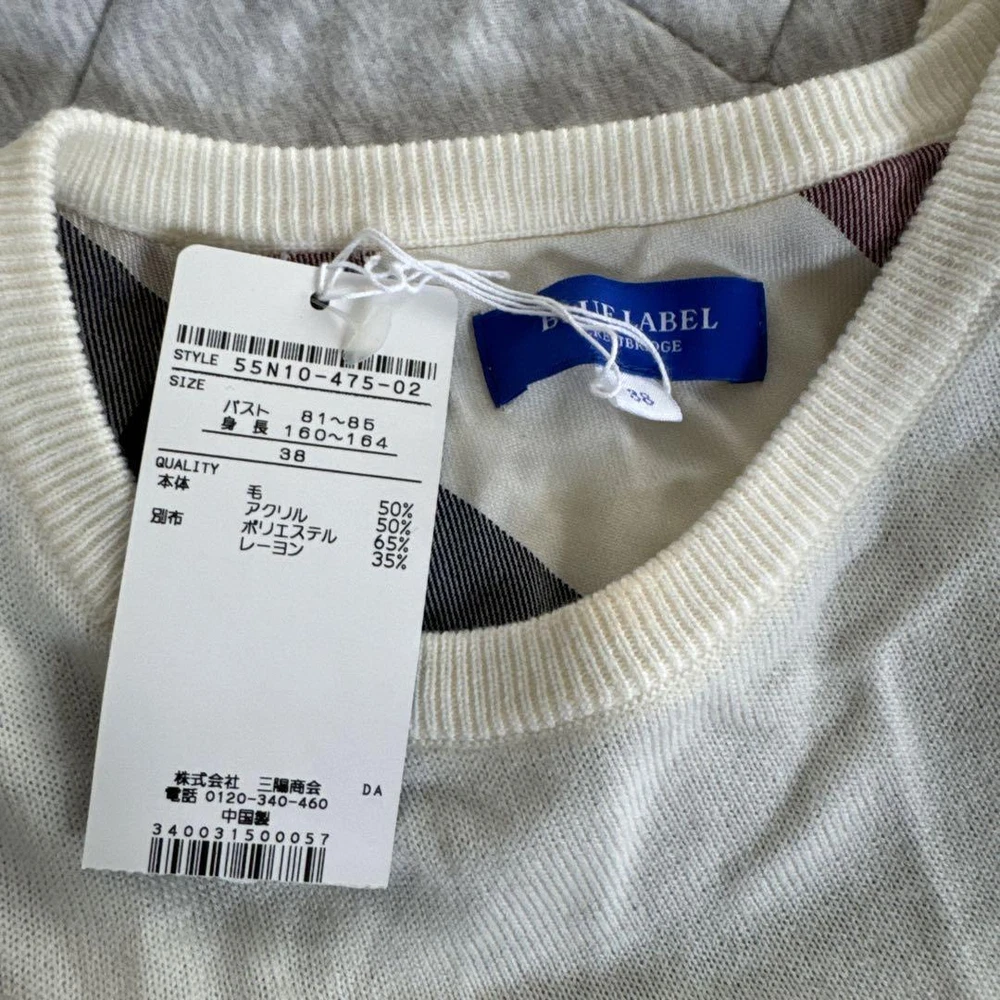 STYLE 55N10-475-02
SIZE
バスト 81～85
身 長 160～164
38
QUALITY
本体 毛 50%
アクリル 50%
別布 ポリエステル 65%
レーヨン 35%
株式会社 三陽商会 DA
電話 0120-340-460
中国製
340031500057
BLUE LABEL
CRESTBRIDGE
38